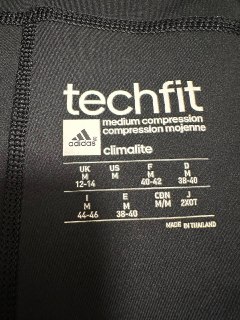 techfit
medium compression
compression mojenne
adidas
climalite
UK US F D
M M M M
12-14 40-42 38-40
I E CDN J
M M M/M 2XOT
44-46 38-40
MADE IN THAILAND